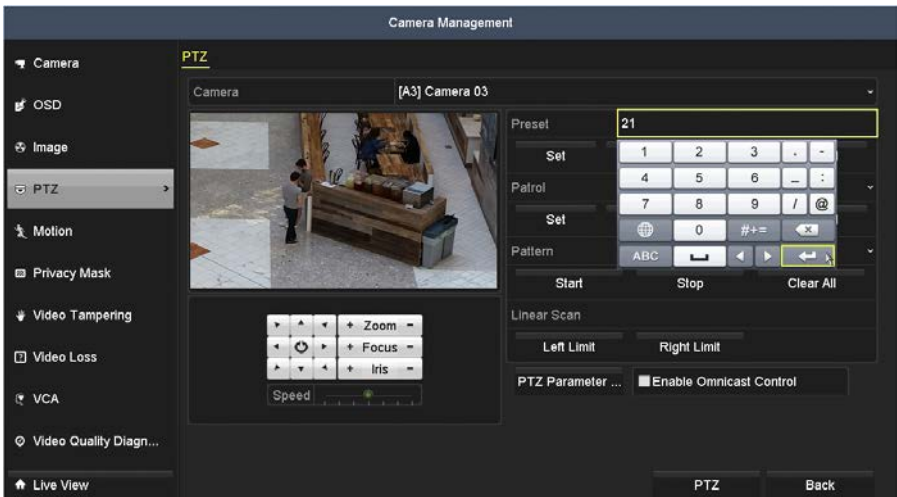 Camera Management
Camera
OSD
Image
PTZ
Motion
Privacy Mask
Video Tampering
Video Loss
VCA
Video Quality Diagn...
Live View
PTZ
Camera [A3] Camera 03
Preset 21
Set
Patrol
Set
Pattern
Start Stop Clear All
Linear Scan
Left Limit Right Limit
PTZ Parameter ... Enable Omnicast Control
1 2 3 . -
4 5 6 _ :
7 8 9 / @
0 #+=
ABC
+ Zoom -
+ Focus -
+ Iris -
Speed
PTZ Back